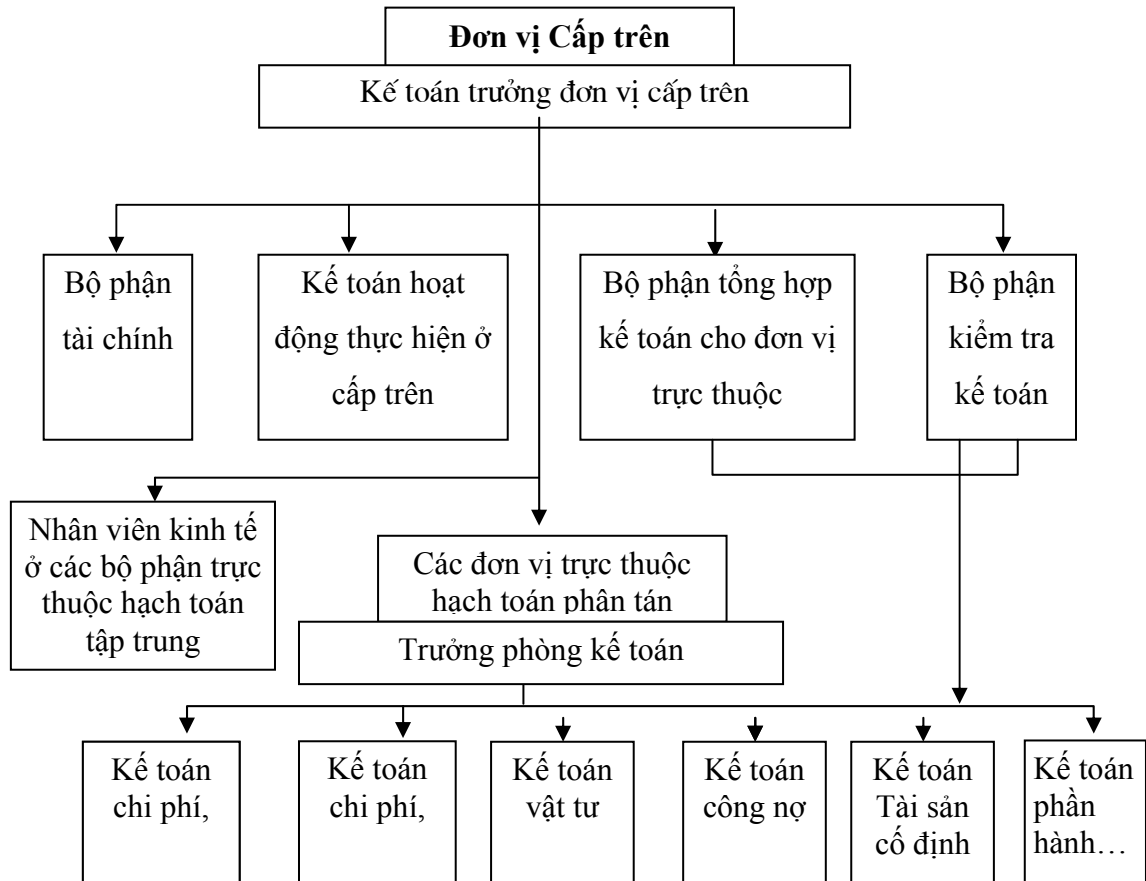 Đơn vị Cấp trên
Kế toán trưởng đơn vị cấp trên
Bộ phận
tài chính
Kế toán hoạt
động thực hiện ở
cấp trên
Bộ phận tổng hợp
kế toán cho đơn vị
trực thuộc
Bộ phận
kiểm tra
kế toán
Nhân viên kinh tế
ở các bộ phận trực
thuộc hạch toán
tập trung
Các đơn vị trực thuộc
hạch toán phân tán
Trưởng phòng kế toán
Kế toán
chi phí,
Kế toán
chi phí,
Kế toán
vật tư
Kế toán
công nợ
Kế toán
Tài sản
cố định
Kế toán
phần
hành…